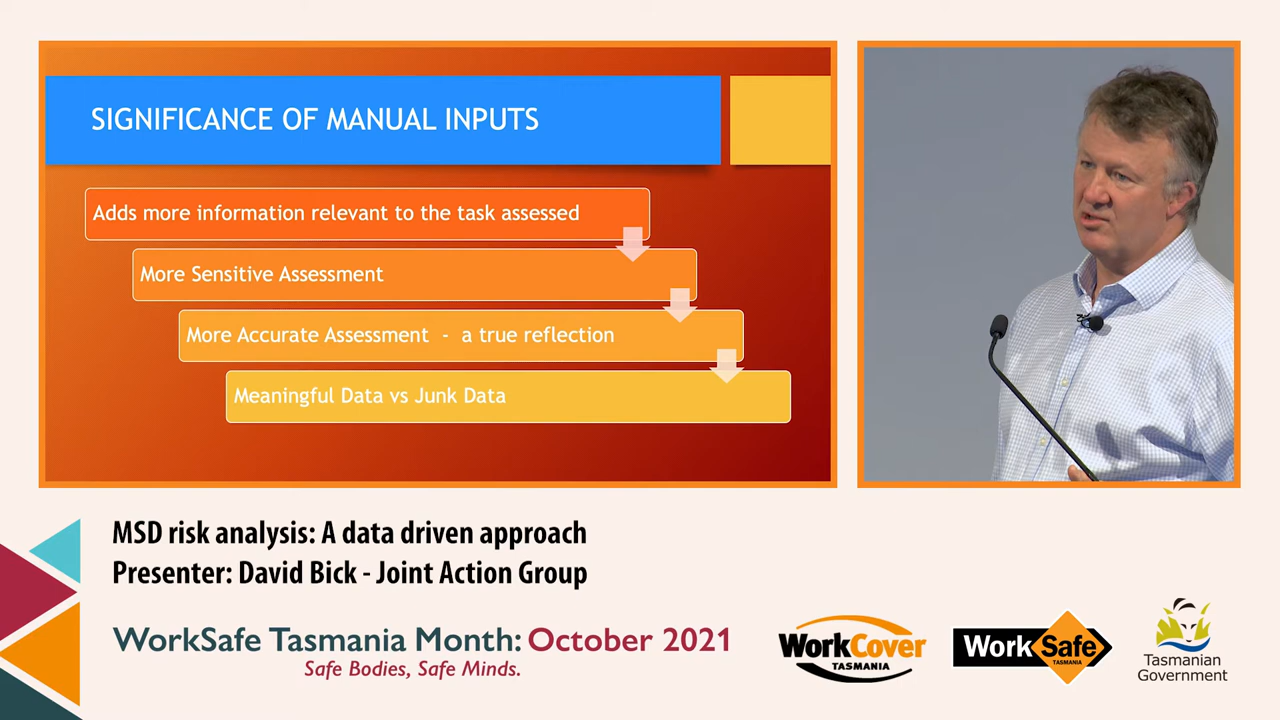 SIGNIFICANCE OF MANUAL INPUTS
Adds more information relevant to the task assessed
More Sensitive Assessment
More Accurate Assessment - a true reflection
Meaningful Data vs Junk Data
MSD risk analysis: A data driven approach
Presenter: David Bick - Joint Action Group
WorkSafe Tasmania Month: October 2021
Safe Bodies, Safe Minds.
WorkCover
TASMANIA
WorkSafe
TASMANIA
Tasmanian
Government